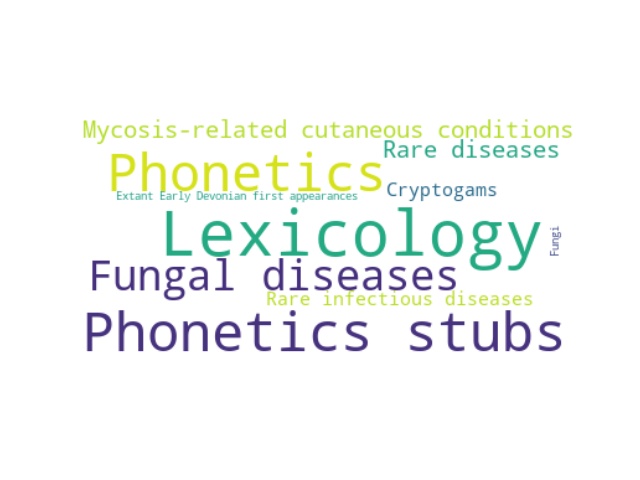 Mycosis-related cutaneous conditions
Rare diseases
Phonetics
Cryptogams
Extant Early Devonian first appearances
Lexicology
Fungi
Fungal diseases
Rare infectious diseases
Phonetics stubs